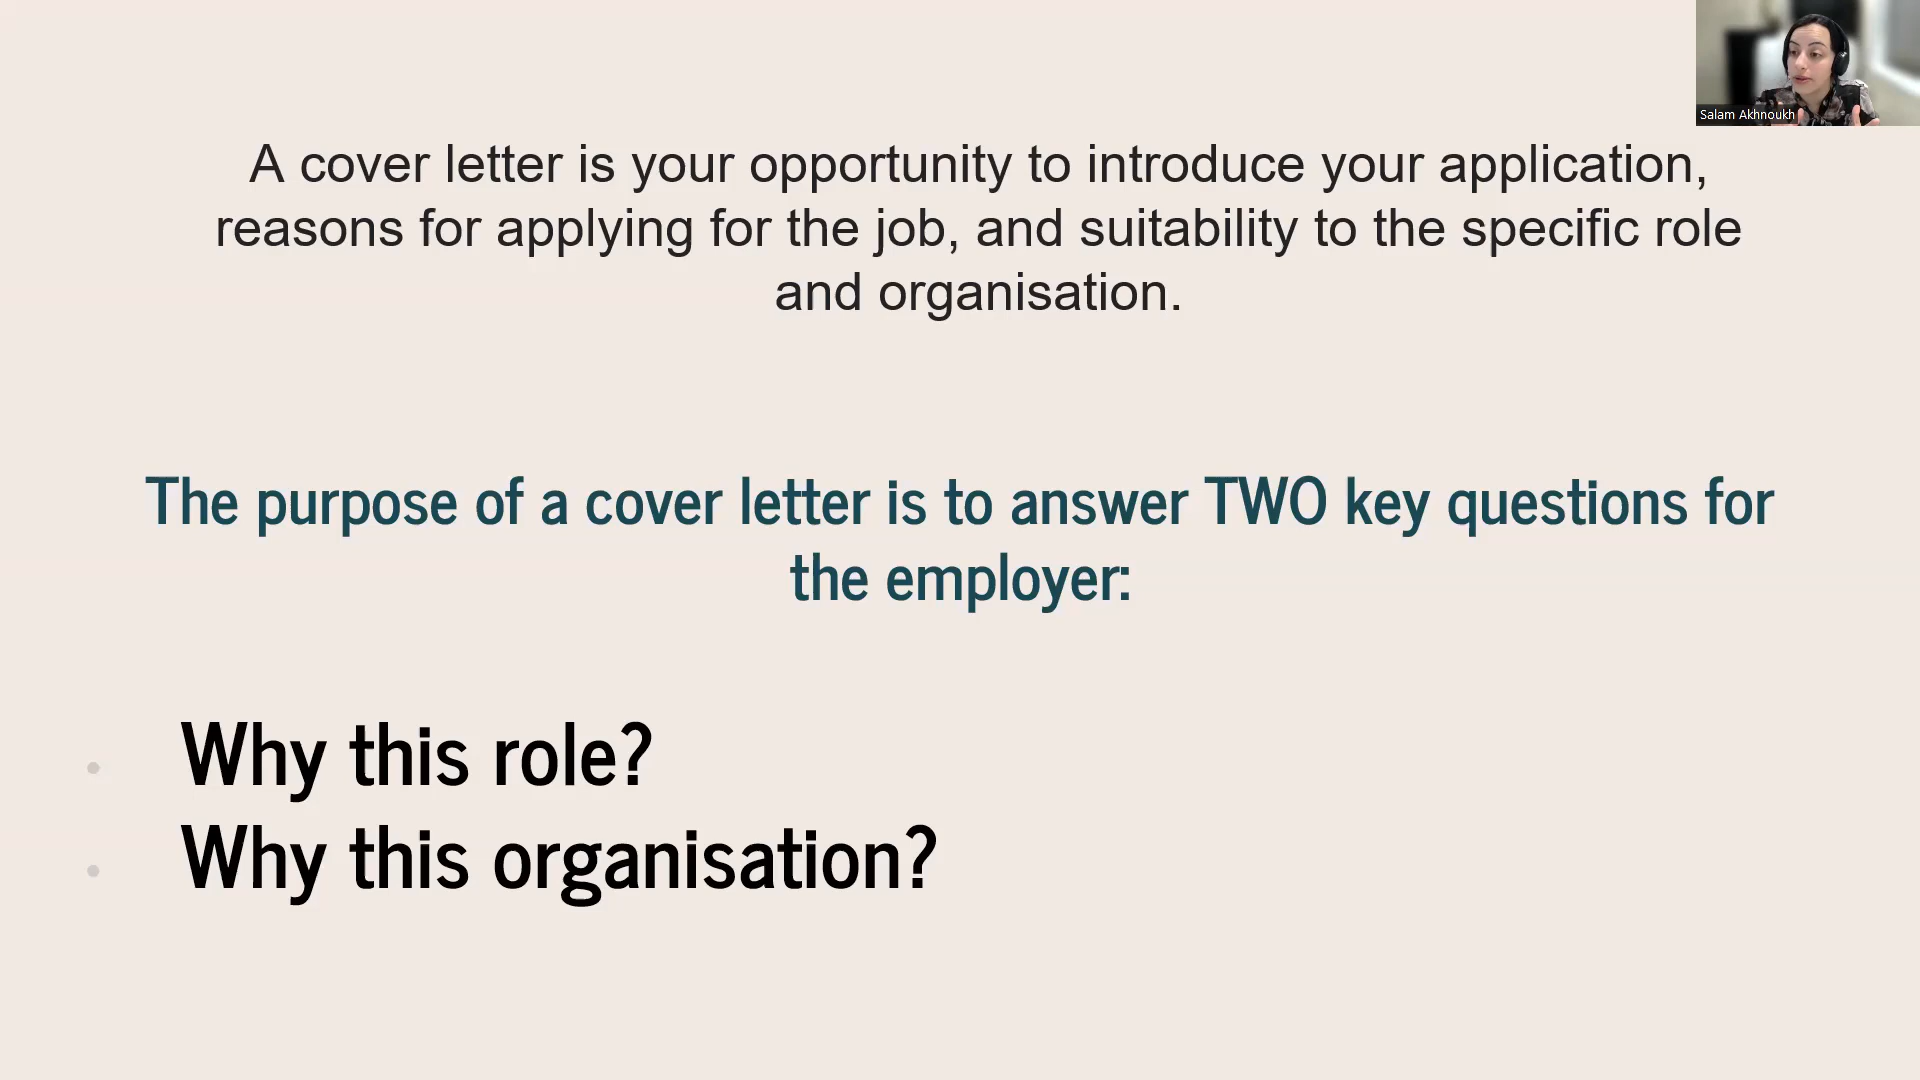 Salam Akhnoukh
A cover letter is your opportunity to introduce your application,
reasons for applying for the job, and suitability to the specific role
and organisation.
The purpose of a cover letter is to answer TWO key questions for
the employer:
Why this role?
Why this organisation?